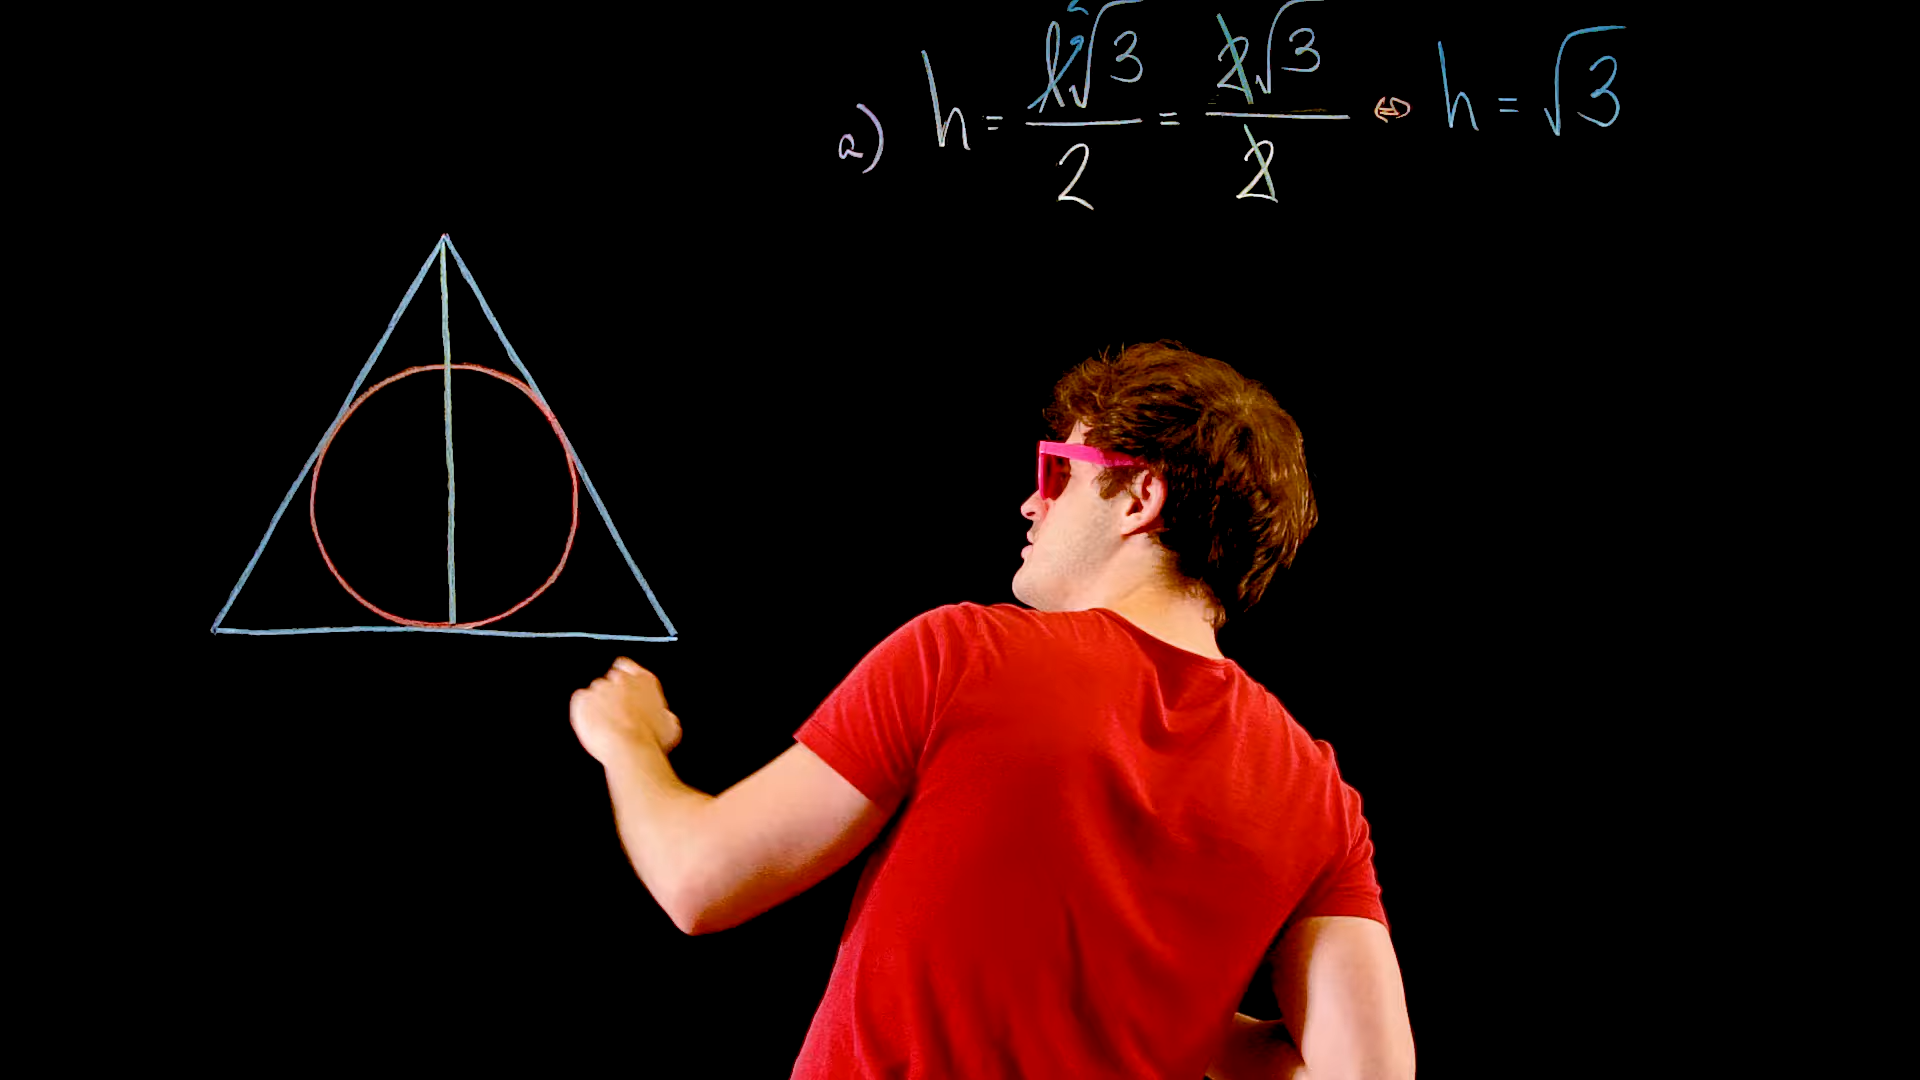 a) h = l√3/2 = 2√3/2 ⇔ h = √3